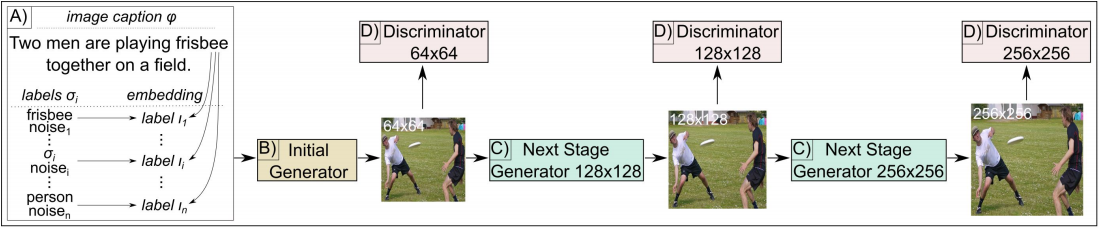 A)
image caption φ
Two men are playing frisbee
together on a field.
labels σi
embedding
frisbee
noise1
label ι1
σi
noisei
label ιi
person
noisen
label ιn
B) Initial
Generator
64x64
D) Discriminator
64x64
C) Next Stage
Generator 128x128
128x128
D) Discriminator
128x128
C) Next Stage
Generator 256x256
256x256
D) Discriminator
256x256